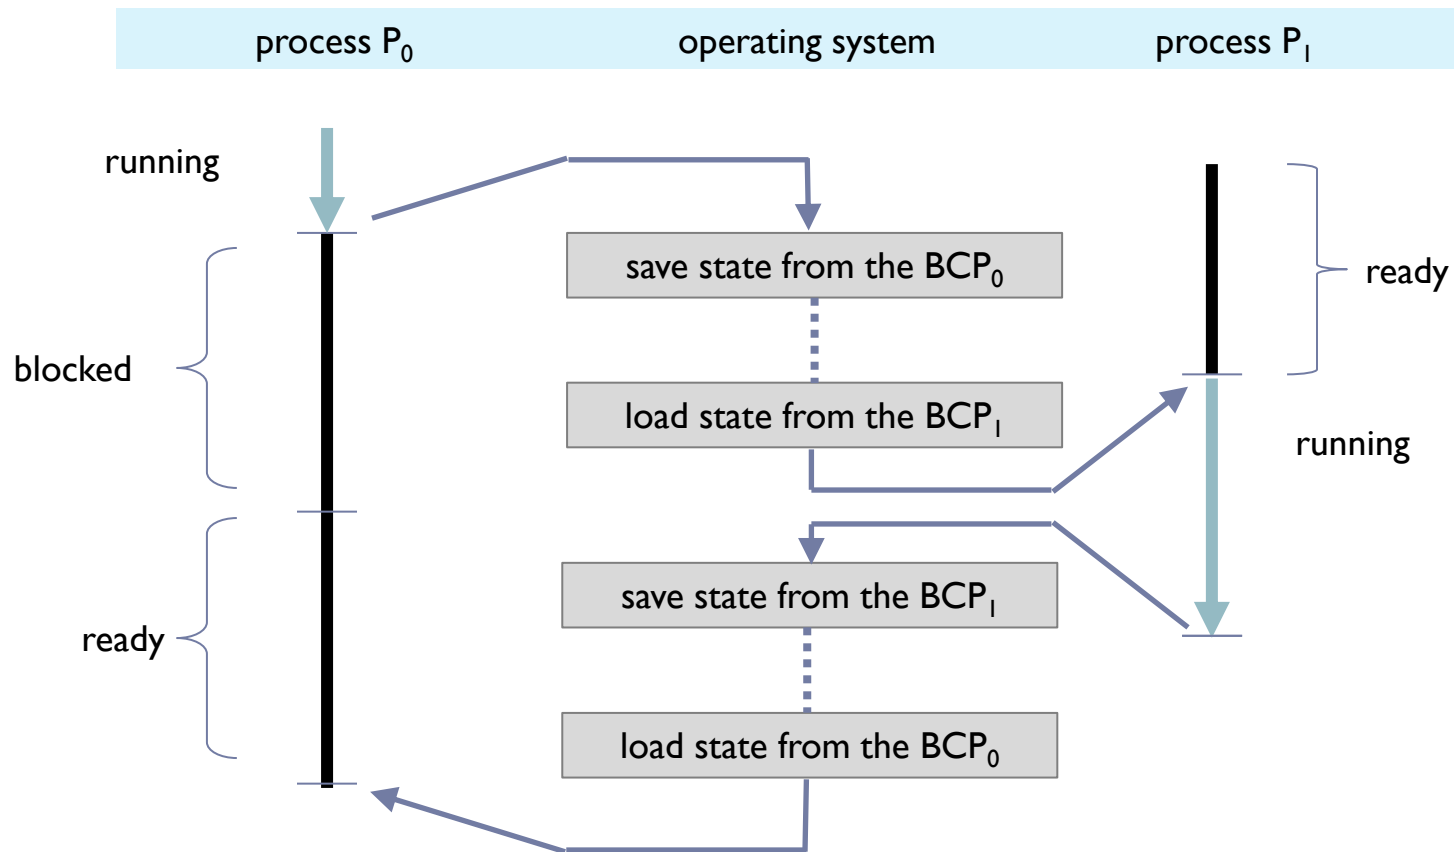 process P0 operating system process P1
running
save state from the BCP0
ready
blocked
load state from the BCP1
running
save state from the BCP1
ready
load state from the BCP0